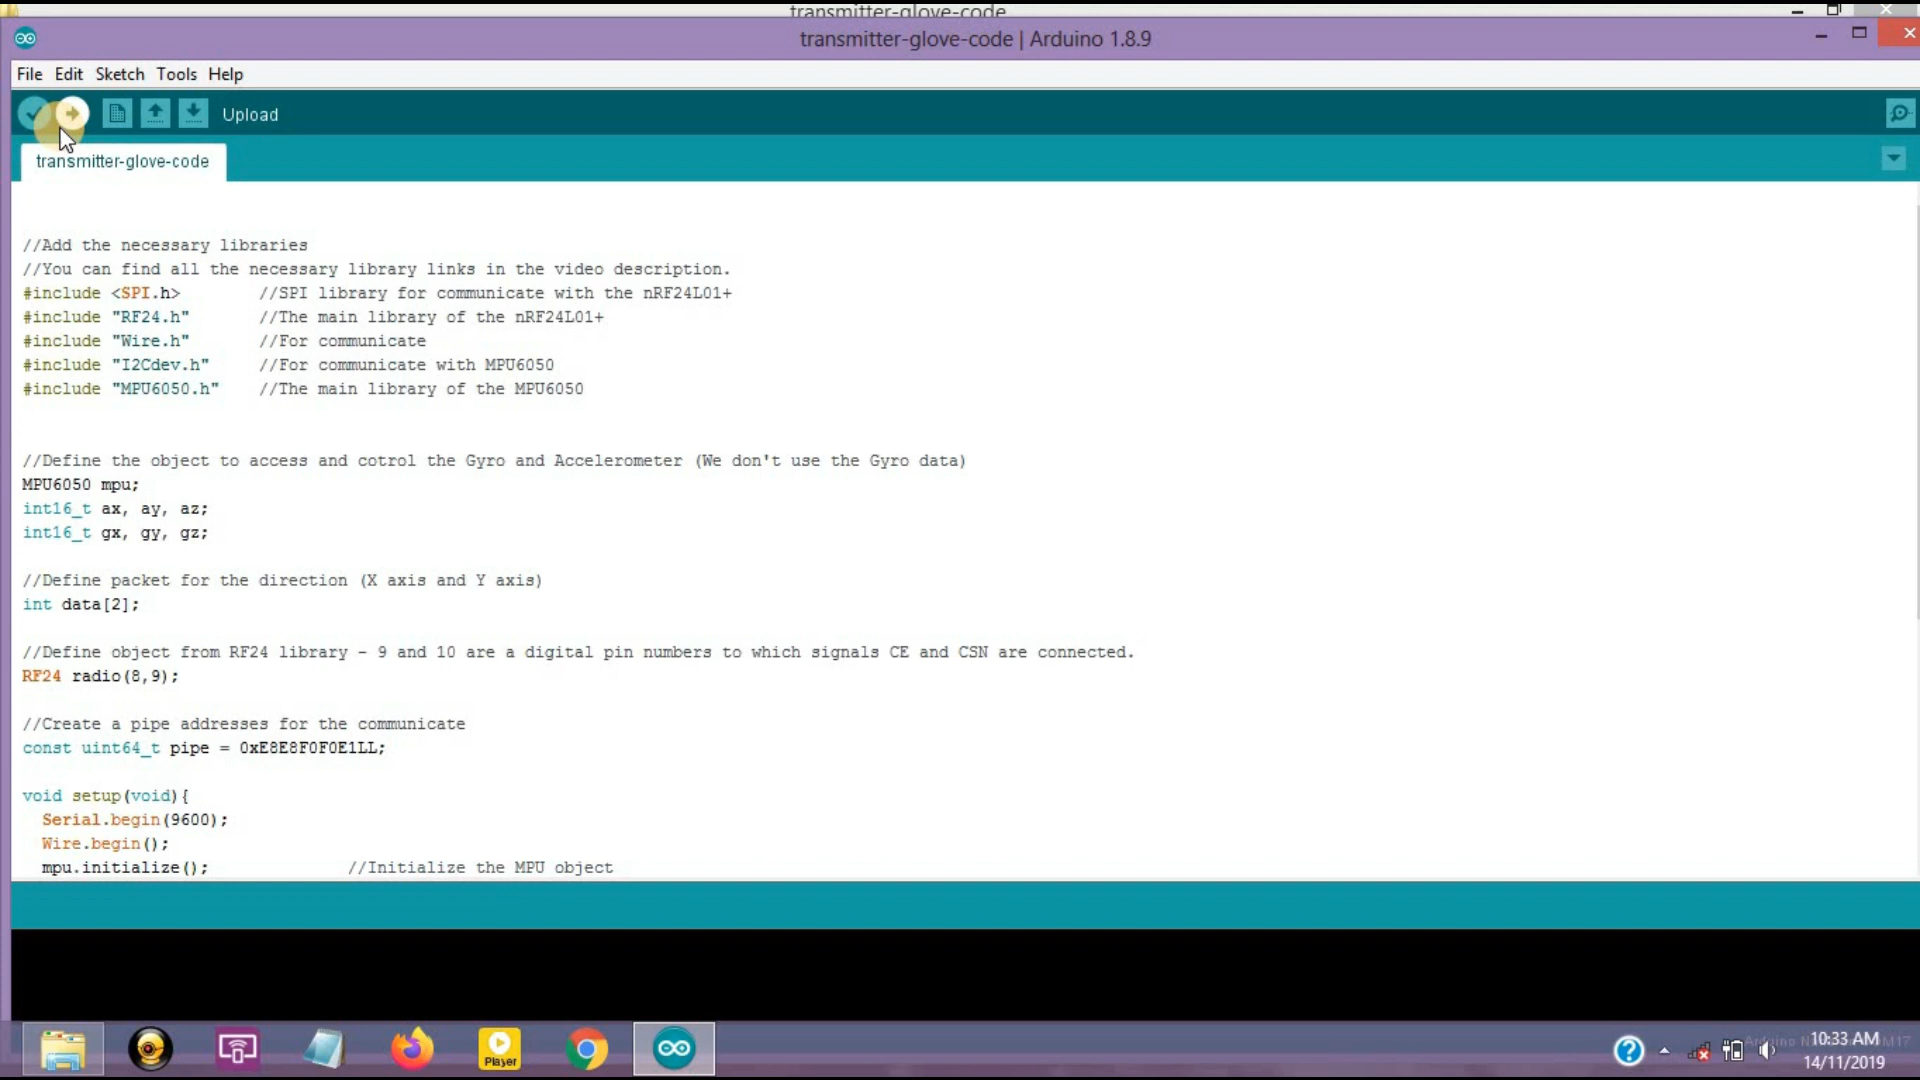 transmitter-glove-code
transmitter-glove-code | Arduino 1.8.9
File Edit Sketch Tools Help
Upload
transmitter-glove-code
//Add the necessary libraries
//You can find all the necessary library links in the video description.
#include <SPI.h> //SPI library for communicate with the nRF24L01+
#include "RF24.h" //The main library of the nRF24L01+
#include "Wire.h" //For communicate
#include "I2Cdev.h" //For communicate with MPU6050
#include "MPU6050.h" //The main library of the MPU6050
//Define the object to access and cotrol the Gyro and Accelerometer (We don't use the Gyro data)
MPU6050 mpu;
int16_t ax, ay, az;
int16_t gx, gy, gz;
//Define packet for the direction (X axis and Y axis)
int data[2];
//Define object from RF24 library - 9 and 10 are a digital pin numbers to which signals CE and CSN are connected.
RF24 radio(8,9);
//Create a pipe addresses for the communicate
const uint64_t pipe = 0xE8E8F0F0E1LL;
void setup(void){
Serial.begin(9600);
Wire.begin();
mpu.initialize(); //Initialize the MPU object
Player
10:33 AM
14/11/2019